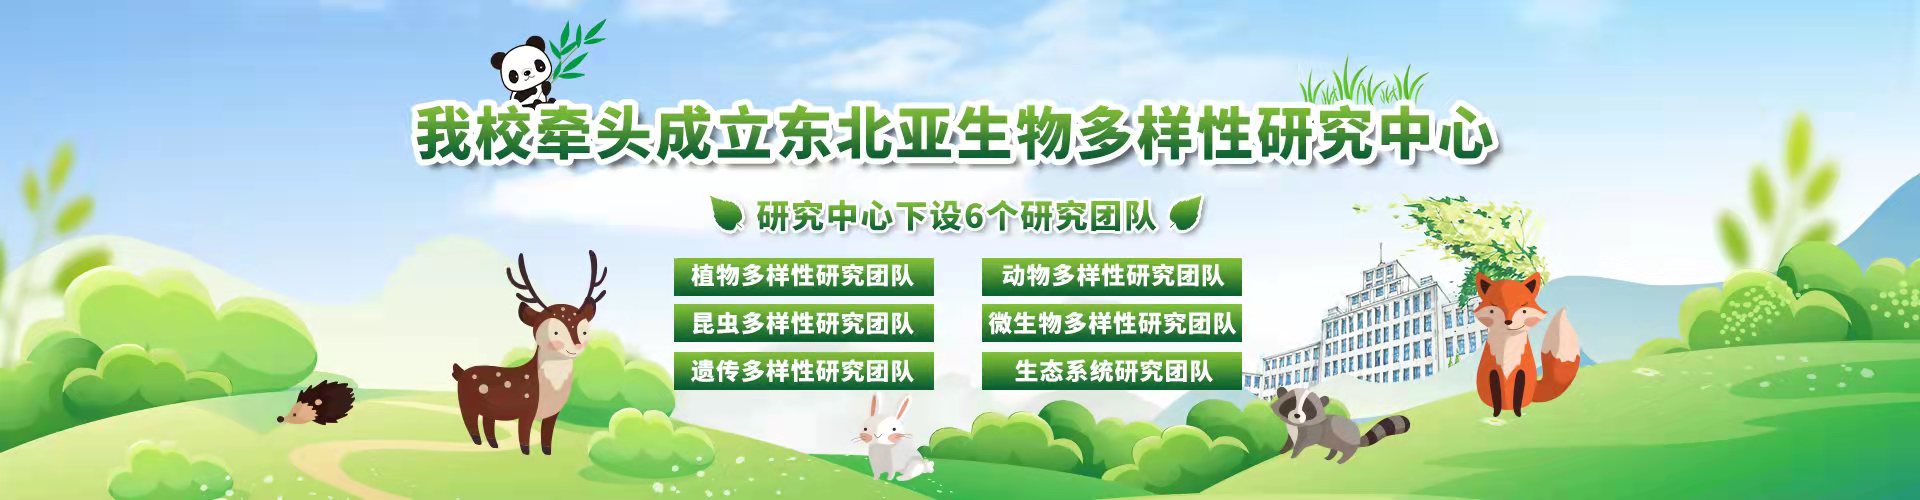 我校牵头成立东北亚生物多样性研究中心
研究中心下设6个研究团队
植物多样性研究团队
动物多样性研究团队
昆虫多样性研究团队
微生物多样性研究团队
遗传多样性研究团队
生态系统研究团队